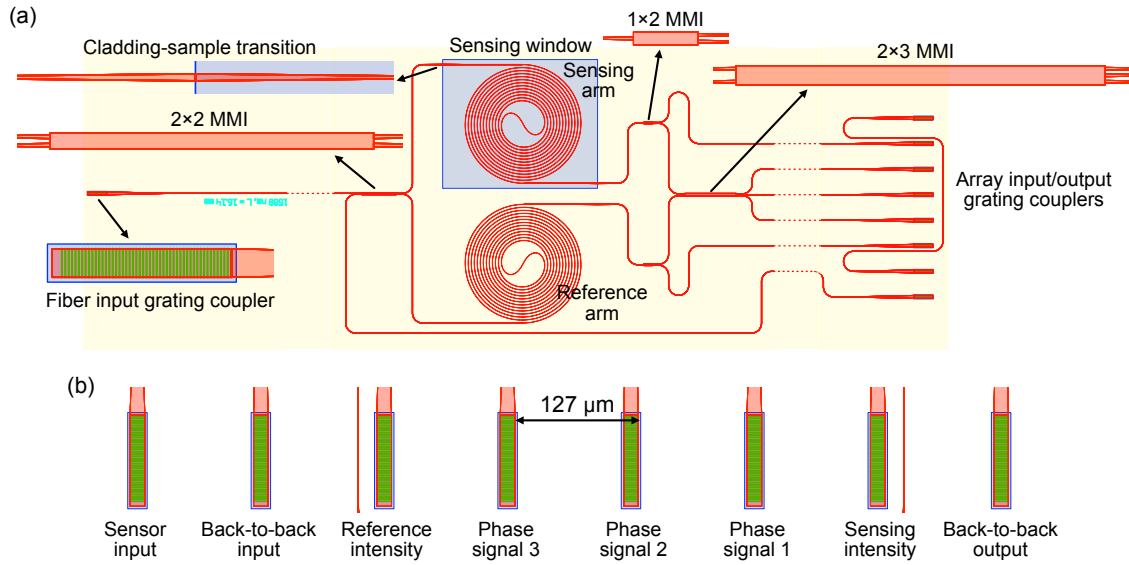 (a)
1×2 MMI
Cladding-sample transition
Sensing window
2×3 MMI
Sensing
arm
2×2 MMI
Array input/output
grating couplers
Fiber input grating coupler
Reference
arm
(b)
127 μm
Sensor
input
Back-to-back
input
Reference
intensity
Phase
signal 3
Phase
signal 2
Phase
signal 1
Sensing
intensity
Back-to-back
output